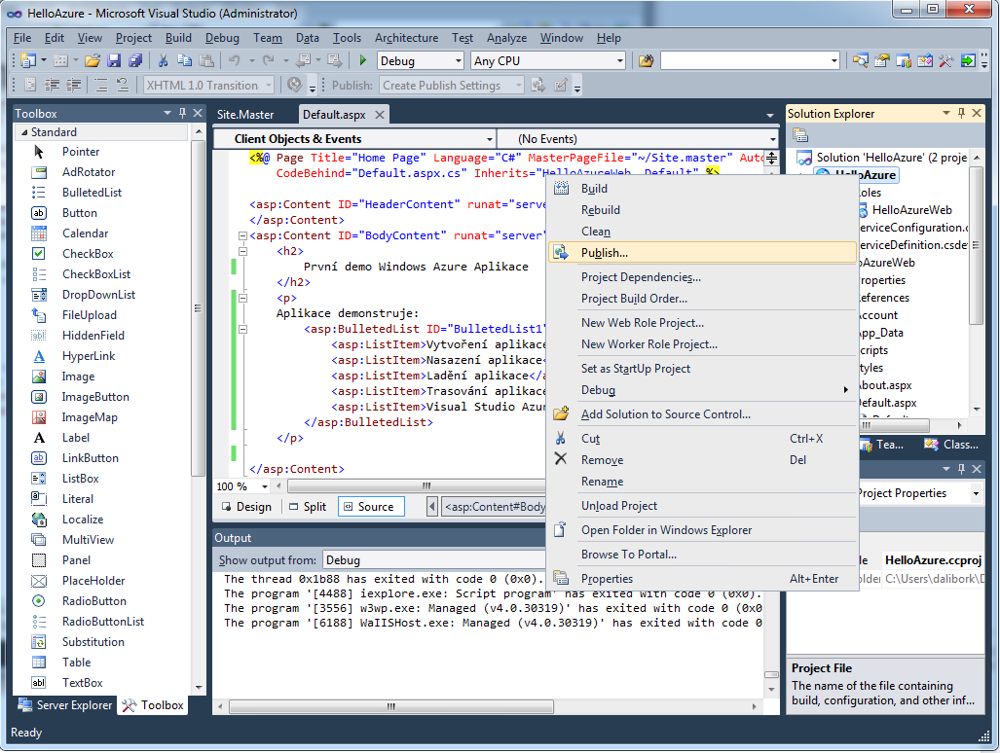 HelloAzure - Microsoft Visual Studio (Administrator)
File Edit View Project Build Debug Team Data Tools Architecture Test Analyze Window Help
Debug Any CPU
XHTML 1.0 Transition Publish: Create Publish Settings
Toolbox
Standard
Pointer
AdRotator
BulletedList
Button
Calendar
CheckBox
CheckBoxList
DropDownList
FileUpload
HiddenField
HyperLink
Image
ImageButton
ImageMap
Label
LinkButton
ListBox
Literal
Localize
MultiView
Panel
PlaceHolder
RadioButton
RadioButtonList
Substitution
Table
TextBox
Server Explorer Toolbox
Site.Master Default.aspx
Client Objects & Events (No Events)
<%@ Page Title="Home Page" Language="C#" MasterPageFile="~/Site.master" Auto
CodeBehind="Default.aspx.cs" Inherits="HelloAzureWeb._Default" %>
<asp:Content ID="HeaderContent" runat="serve
</asp:Content>
<asp:Content ID="BodyContent" runat="server"
<h2>
První demo Windows Azure Aplikace
</h2>
<p>
Aplikace demonstruje:
<asp:BulletedList ID="BulletedList1"
<asp:ListItem>Vytvoření aplikace
<asp:ListItem>Nasazení aplikace<
<asp:ListItem>Ladění aplikace</a
<asp:ListItem>Trasování aplikace
<asp:ListItem>Visual Studio Azur
</asp:BulletedList>
</p>
</asp:Content>
100 %
Design Split Source <asp:Content#Body
Output
Show output from: Debug
The thread 0x1b88 has exited with code 0 (0x0).
The program '[4488] iexplore.exe: Script program' has exited with code 0 (0x0).
The program '[3556] w3wp.exe: Managed (v4.0.30319)' has exited with code 0 (0x0
The program '[6188] WaIISHost.exe: Managed (v4.0.30319)' has exited with code 0
Build
Rebuild
Clean
Publish...
Project Dependencies...
Project Build Order...
New Web Role Project...
New Worker Role Project...
Set as StartUp Project
Debug
Add Solution to Source Control...
Cut Ctrl+X
Remove Del
Rename
Unload Project
Open Folder in Windows Explorer
Browse To Portal...
Properties Alt+Enter
Solution Explorer
Solution 'HelloAzure' (2 proje
HelloAzure
oles
HelloAzureWeb
erviceConfiguration.c
erviceDefinition.csde
oAzureWeb
roperties
eferences
ccount
pp_Data
cripts
tyles
bout.aspx
efault.aspx
Tea... Class...
Project Properties
le HelloAzure.ccproj
older C:\Users\dalibork\Do
Project File
The name of the file containing
build, configuration, and other inf...
Ready